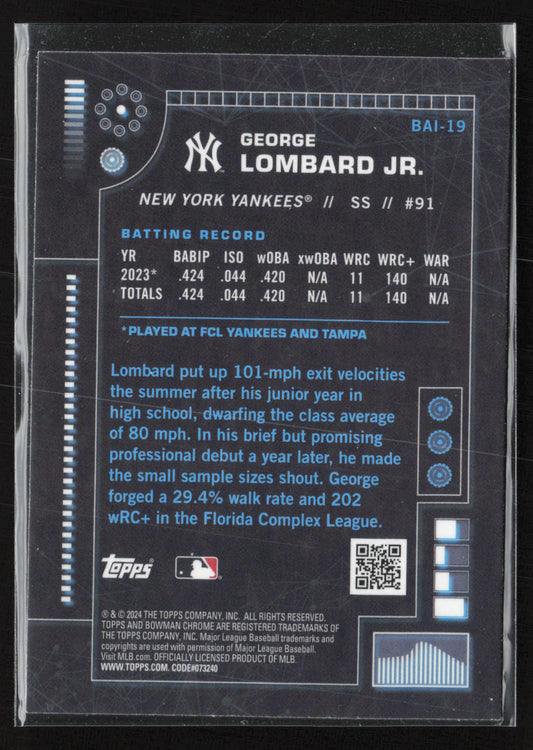 BAI-19
NY
GEORGE
LOMBARD JR.
NEW YORK YANKEES® // SS // #91
BATTING RECORD
YR BABIP ISO wOBA xwOBA WRC WRC+ WAR
2023* .424 .044 .420 N/A 11 140 N/A
TOTALS .424 .044 .420 N/A 11 140 N/A
*PLAYED AT FCL YANKEES AND TAMPA
Lombard put up 101-mph exit velocities
the summer after his junior year in
high school, dwarfing the class average
of 80 mph. In his brief but promising
professional debut a year later, he made
the small sample sizes shout. George
forged a 29.4% walk rate and 202
wRC+ in the Florida Complex League.
Topps
® & © 2024 THE TOPPS COMPANY, INC. ALL RIGHTS RESERVED.
TOPPS AND BOWMAN CHROME ARE REGISTERED TRADEMARKS OF
THE TOPPS COMPANY, INC. Major League Baseball trademarks and
copyrights are used with permission of Major League Baseball.
Visit MLB.com. OFFICIALLY LICENSED PRODUCT OF MLB.
WWW.TOPPS.COM. CODE#073240